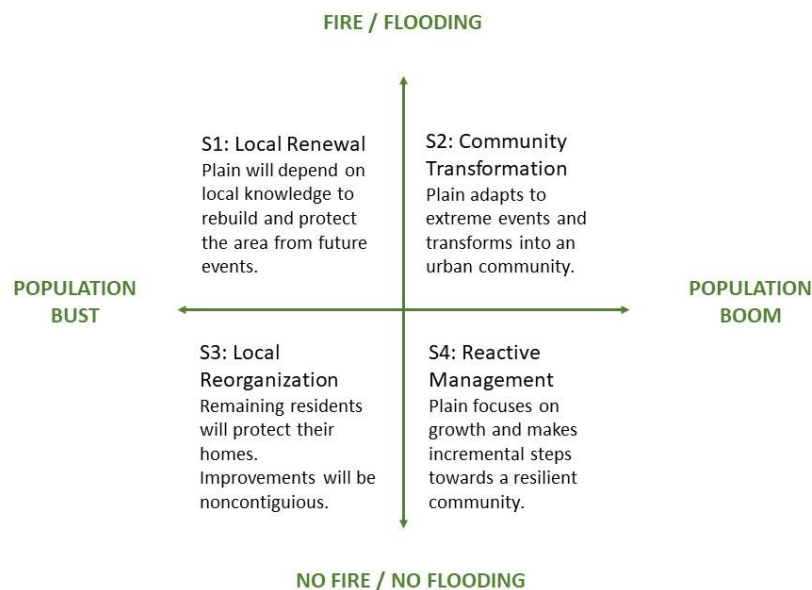 FIRE / FLOODING
S1: Local Renewal
Plain will depend on
local knowledge to
rebuild and protect
the area from future
events.
S2: Community
Transformation
Plain adapts to
extreme events and
transforms into an
urban community.
POPULATION
BUST
POPULATION
BOOM
S3: Local
Reorganization
Remaining residents
will protect their
homes.
Improvements will be
noncontiguious.
S4: Reactive
Management
Plain focuses on
growth and makes
incremental steps
towards a resilient
community.
NO FIRE / NO FLOODING